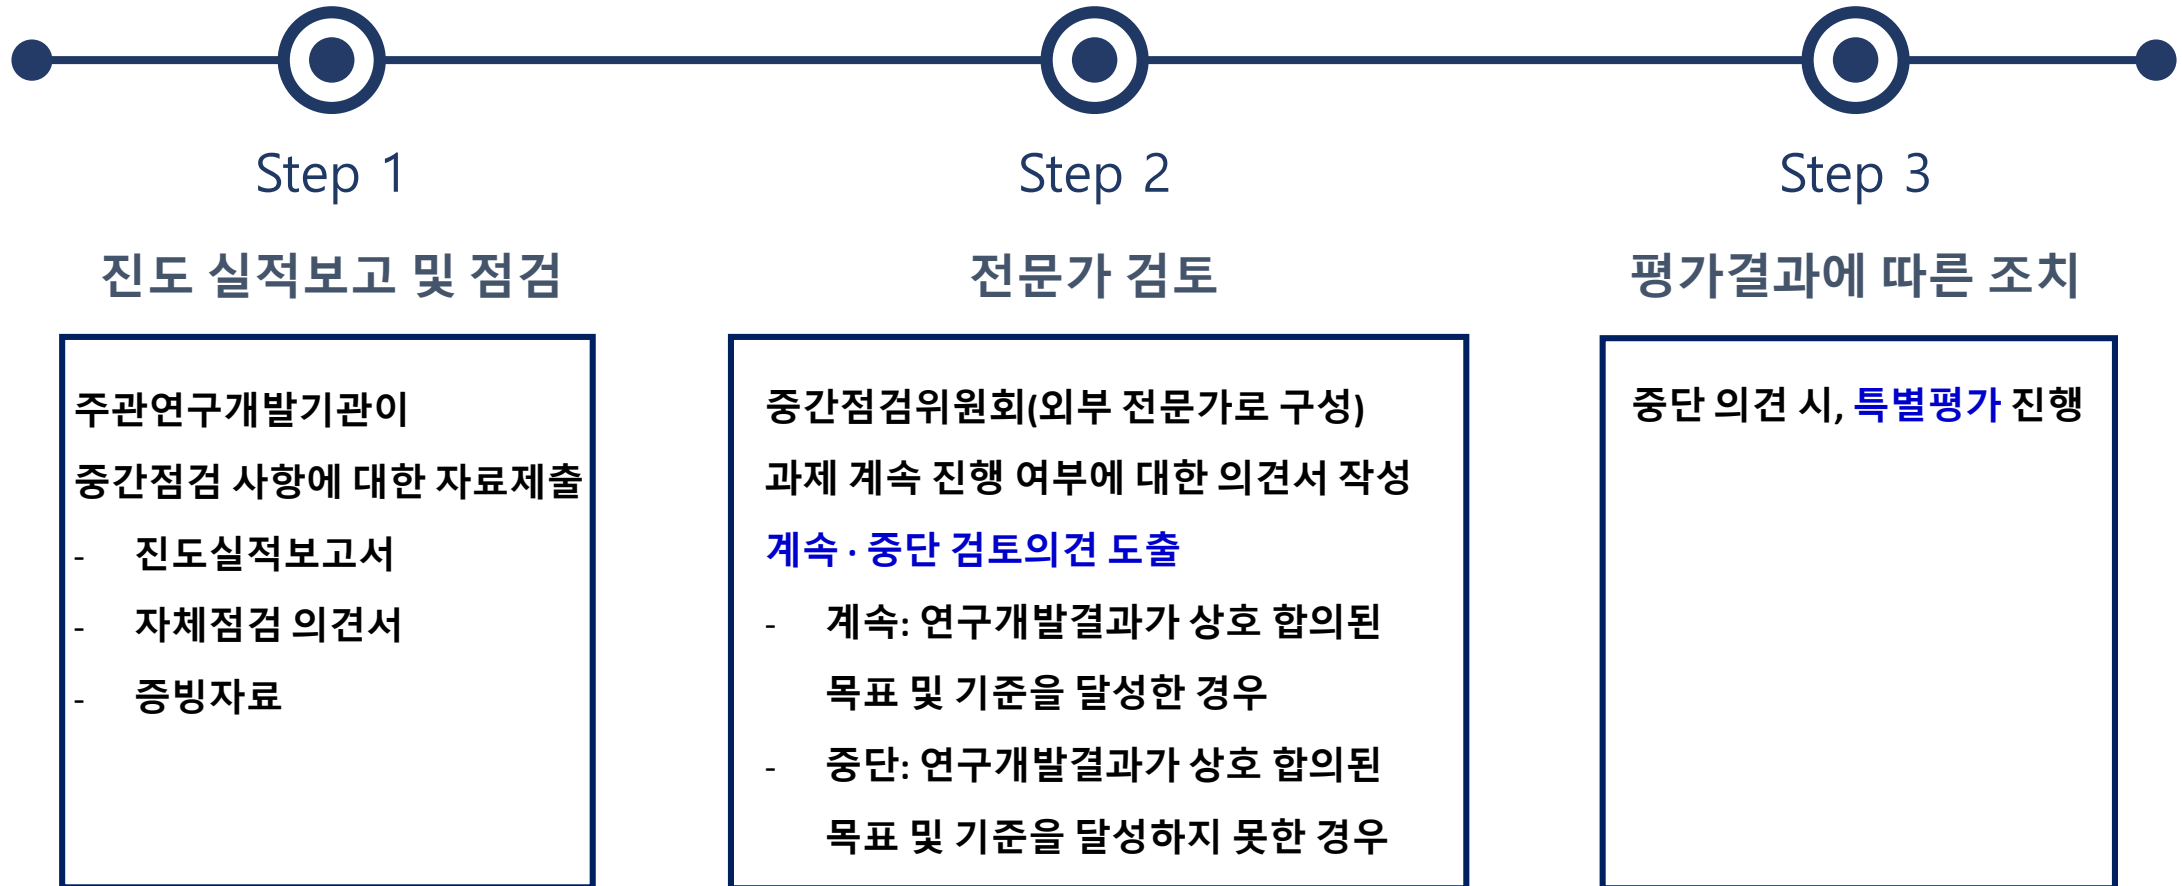 Step 1
진도 실적보고 및 점검
주관연구개발기관이
중간점검 사항에 대한 자료제출
- 진도실적보고서
- 자체점검 의견서
- 증빙자료
Step 2
전문가 검토
중간점검위원회(외부 전문가로 구성)
과제 계속 진행 여부에 대한 의견서 작성
계속 · 중단 검토의견 도출
- 계속: 연구개발결과가 상호 합의된
목표 및 기준을 달성한 경우
- 중단: 연구개발결과가 상호 합의된
목표 및 기준을 달성하지 못한 경우
Step 3
평가결과에 따른 조치
중단 의견 시, 특별평가 진행